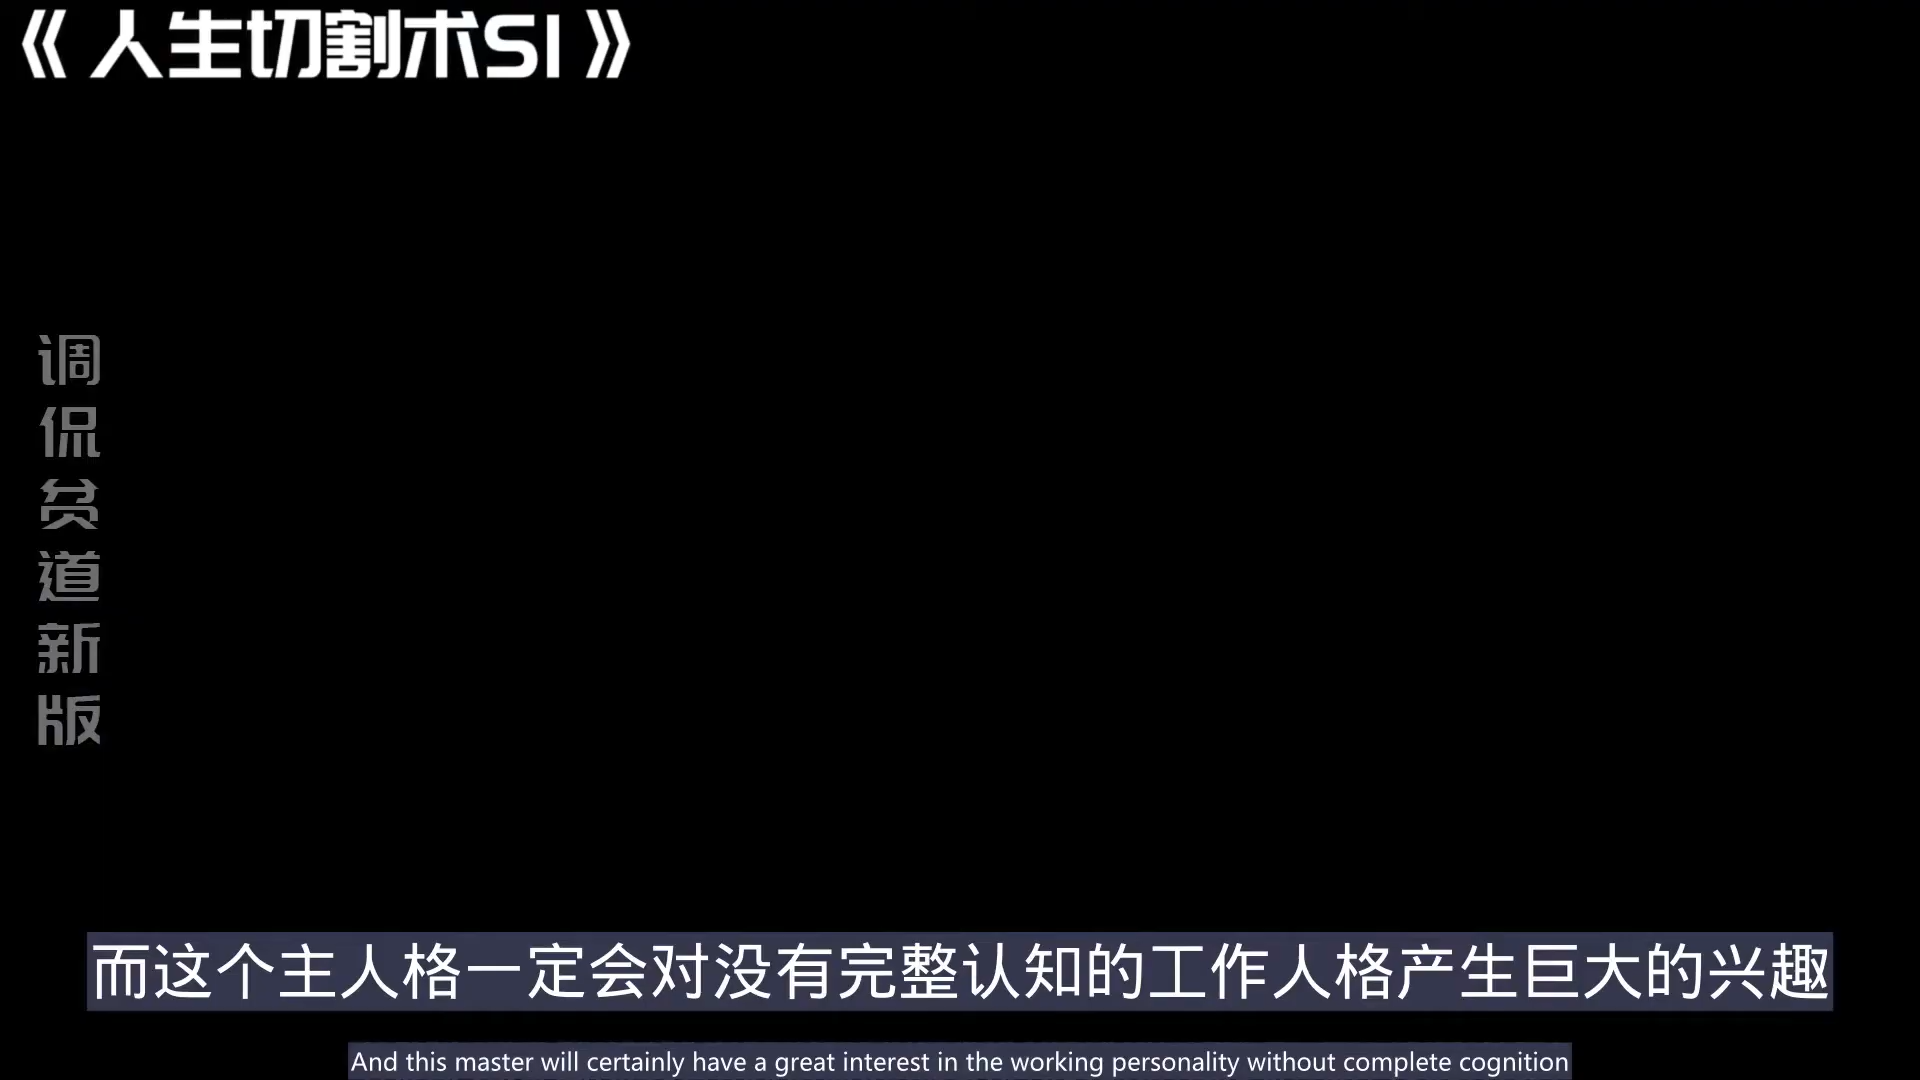 《人生切割术S1》
调侃贫道新版
而这个主人格一定会对没有完整认知的工作人格产生巨大的兴趣
And this master will certainly have a great interest in the working personality without complete cognition